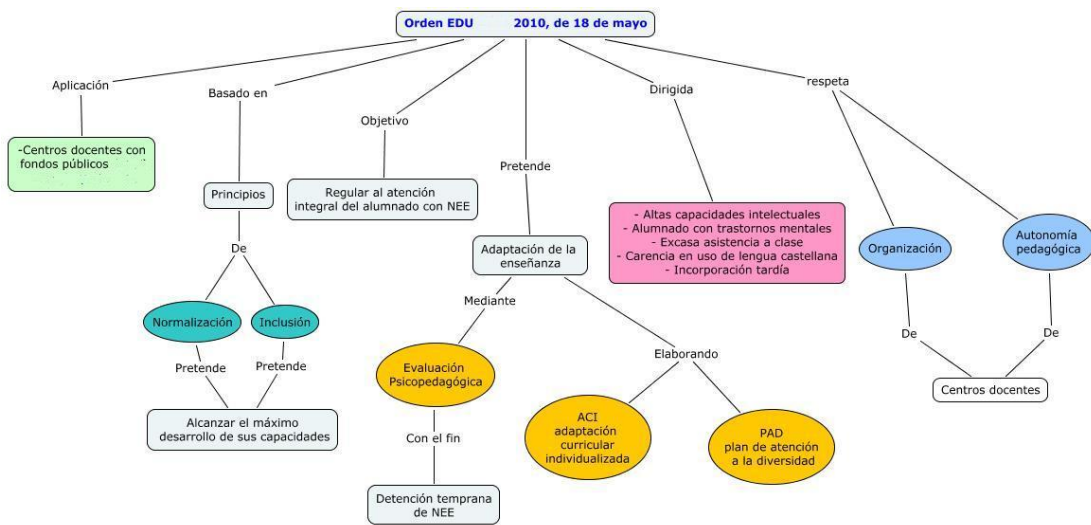 Orden EDU 2010, de 18 de mayo
Aplicación
-Centros docentes con
fondos públicos
Basado en
Principios
De
Normalización
Inclusión
Pretende
Pretende
Alcanzar el máximo
desarrollo de sus capacidades
Objetivo
Regular al atención
integral del alumnado con NEE
Pretende
Adaptación de la
enseñanza
Mediante
Evaluación
Psicopedagógica
Con el fin
Detención temprana
de NEE
Elaborando
ACI
adaptación
curricular
individualizada
PAD
plan de atención
a la diversidad
Dirigida
- Altas capacidades intelectuales
- Alumnado con trastornos mentales
- Excasa asistencia a clase
- Carencia en uso de lengua castellana
- Incorporación tardía
respeta
Organización
Autonomía
pedagógica
De
De
Centros docentes